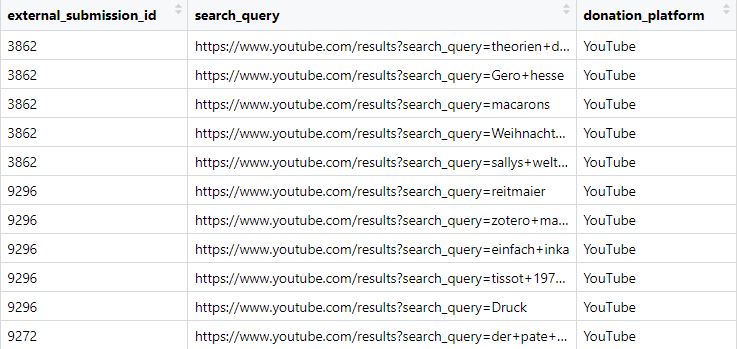 external_submission_id search_query donation_platform
3862 https://www.youtube.com/results?search_query=theorien+d... YouTube
3862 https://www.youtube.com/results?search_query=Gero+hesse YouTube
3862 https://www.youtube.com/results?search_query=macarons YouTube
3862 https://www.youtube.com/results?search_query=Weihnacht... YouTube
3862 https://www.youtube.com/results?search_query=sallys+welt... YouTube
9296 https://www.youtube.com/results?search_query=reitmaier YouTube
9296 https://www.youtube.com/results?search_query=zotero+ma... YouTube
9296 https://www.youtube.com/results?search_query=einfach+inka YouTube
9296 https://www.youtube.com/results?search_query=tissot+197... YouTube
9296 https://www.youtube.com/results?search_query=Druck YouTube
9272 https://www.youtube.com/results?search_query=der+pate+... YouTube